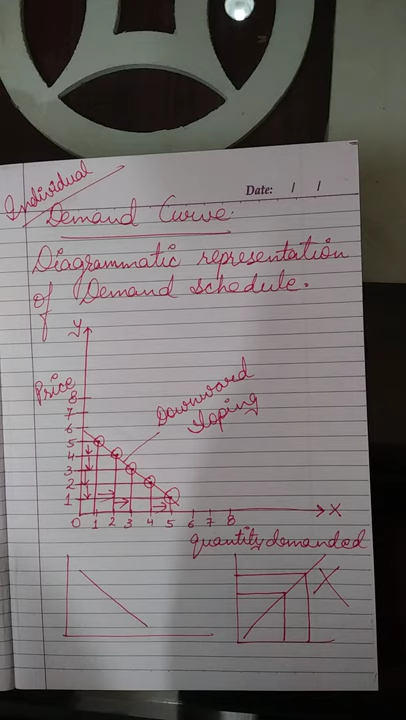 Individual
Date: / /
Demand Curve.
Diagrammatic representation
of Demand schedule.
Y
Price
8
7
6
5
4
3
2
1
Downward
sloping
0 1 2 3 4 5 6 7 8 X
quantity demanded